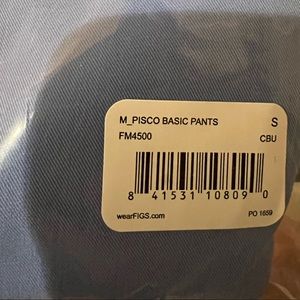 M_PISCO BASIC PANTS S
FM4500 CBU
8 41531 10809 0
wearFIGS.com PO 1659